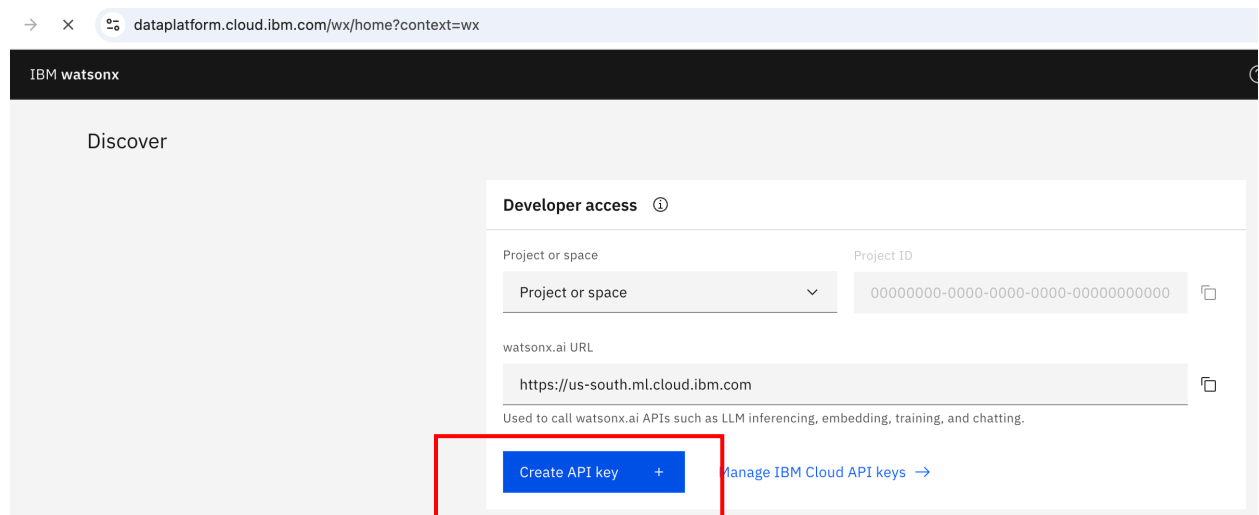 dataplatform.cloud.ibm.com/wx/home?context=wx
IBM watsonx
Discover
Developer access
Project or space Project ID
Project or space 00000000-0000-0000-0000-00000000000
watsonx.ai URL
https://us-south.ml.cloud.ibm.com
Used to call watsonx.ai APIs such as LLM inferencing, embedding, training, and chatting.
Create API key + Manage IBM Cloud API keys →